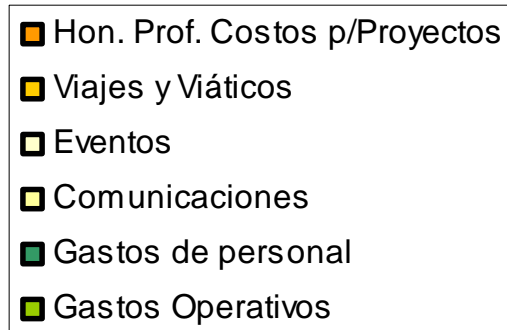 Hon. Prof. Costos p/Proyectos
Viajes y Viáticos
Eventos
Comunicaciones
Gastos de personal
Gastos Operativos